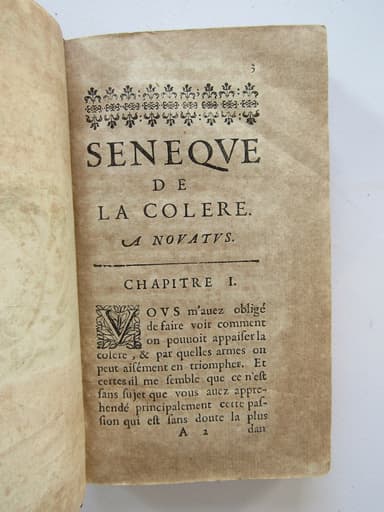 3
SENEQVE
DE
LA COLERE.
A NOVATVS.
CHAPITRE I.
VOVS m'auez obligé
de faire voir comment
on pouuoit appaiser la
colere, & par quelles armes on
peut aisément en triompher. Et
certes il me semble que ce n'est
sans sujet que vous auez appre-
hendé principalement cette pas-
sion qui est sans doute la plus
A 2
dan